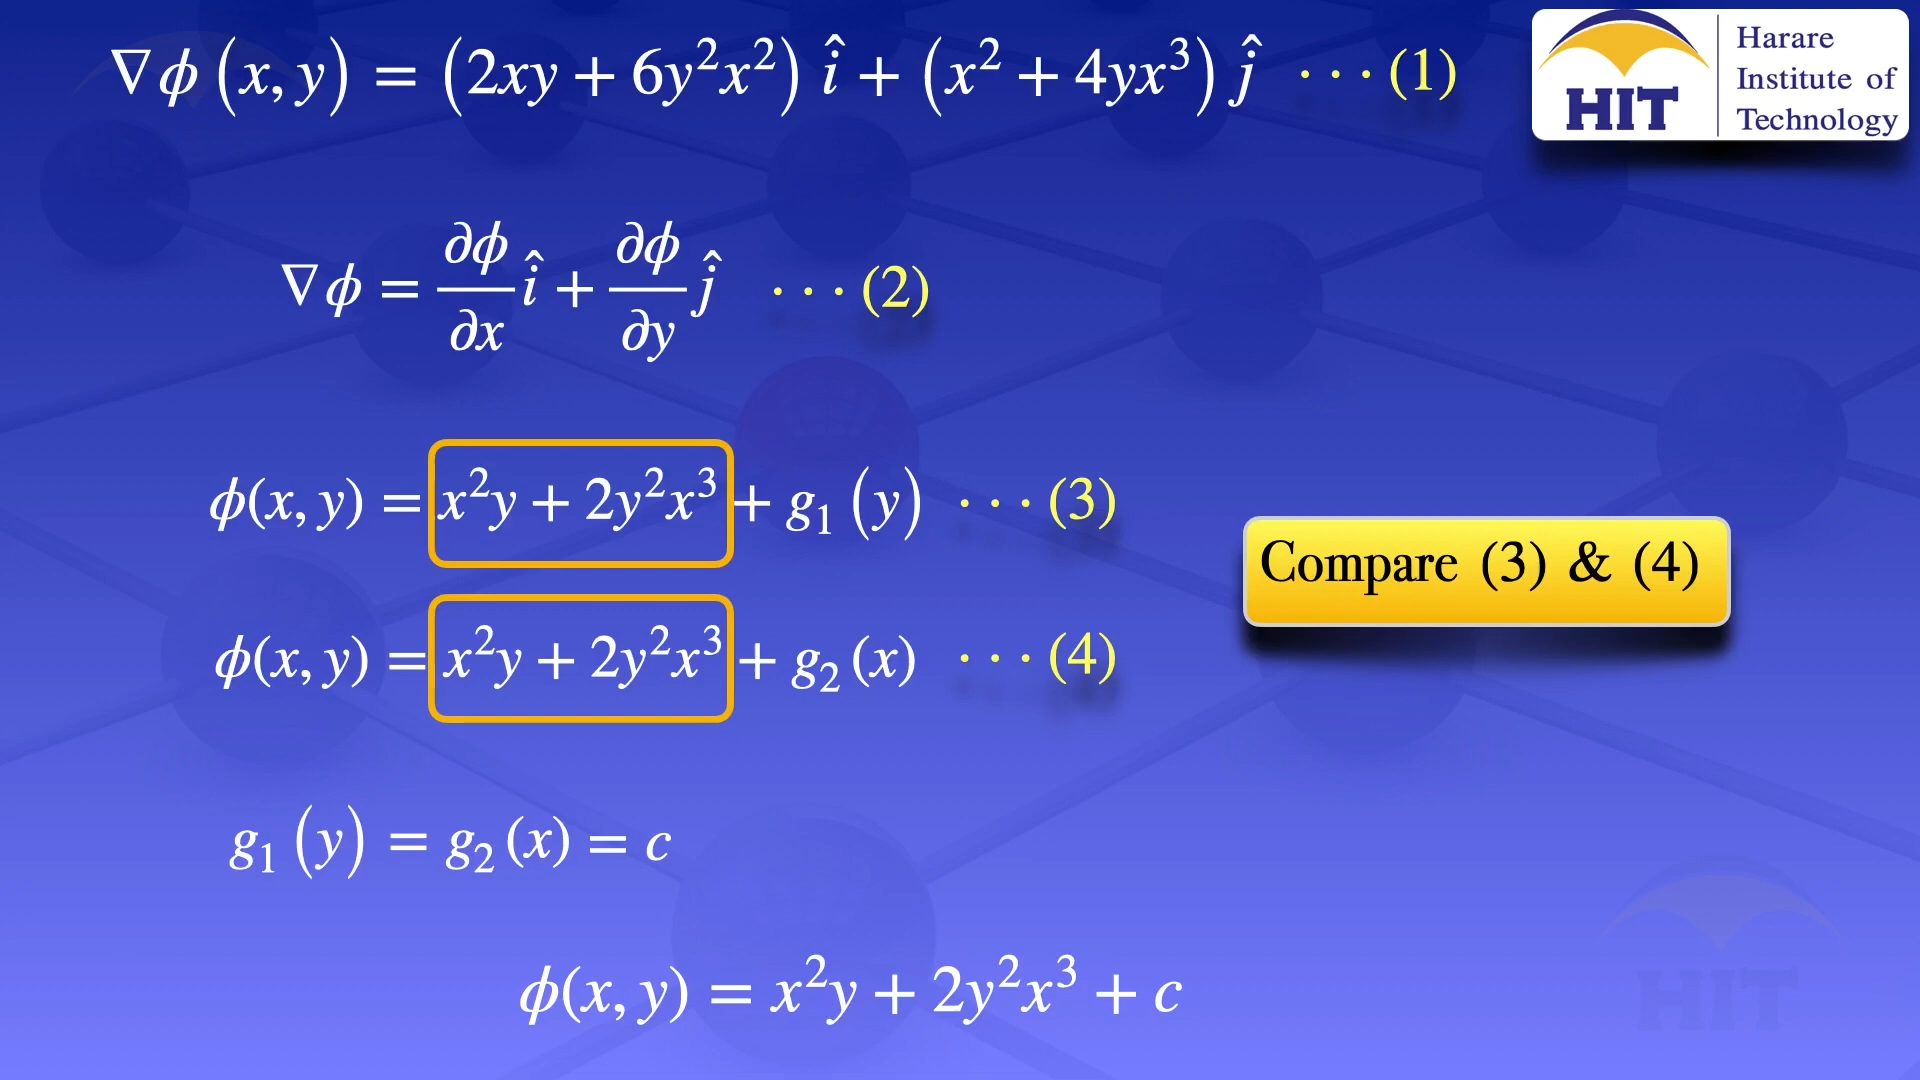 ∇ϕ(x, y) = (2xy + 6y²x²) î + (x² + 4yx³) ĵ ···(1)
HIT
Harare
Institute of
Technology
∇ϕ = ∂ϕ/∂x î + ∂ϕ/∂y ĵ ···(2)
ϕ(x, y) = x²y + 2y²x³ + g₁(y) ···(3)
Compare (3) & (4)
ϕ(x, y) = x²y + 2y²x³ + g₂(x) ···(4)
g₁(y) = g₂(x) = c
ϕ(x, y) = x²y + 2y²x³ + c
HIT